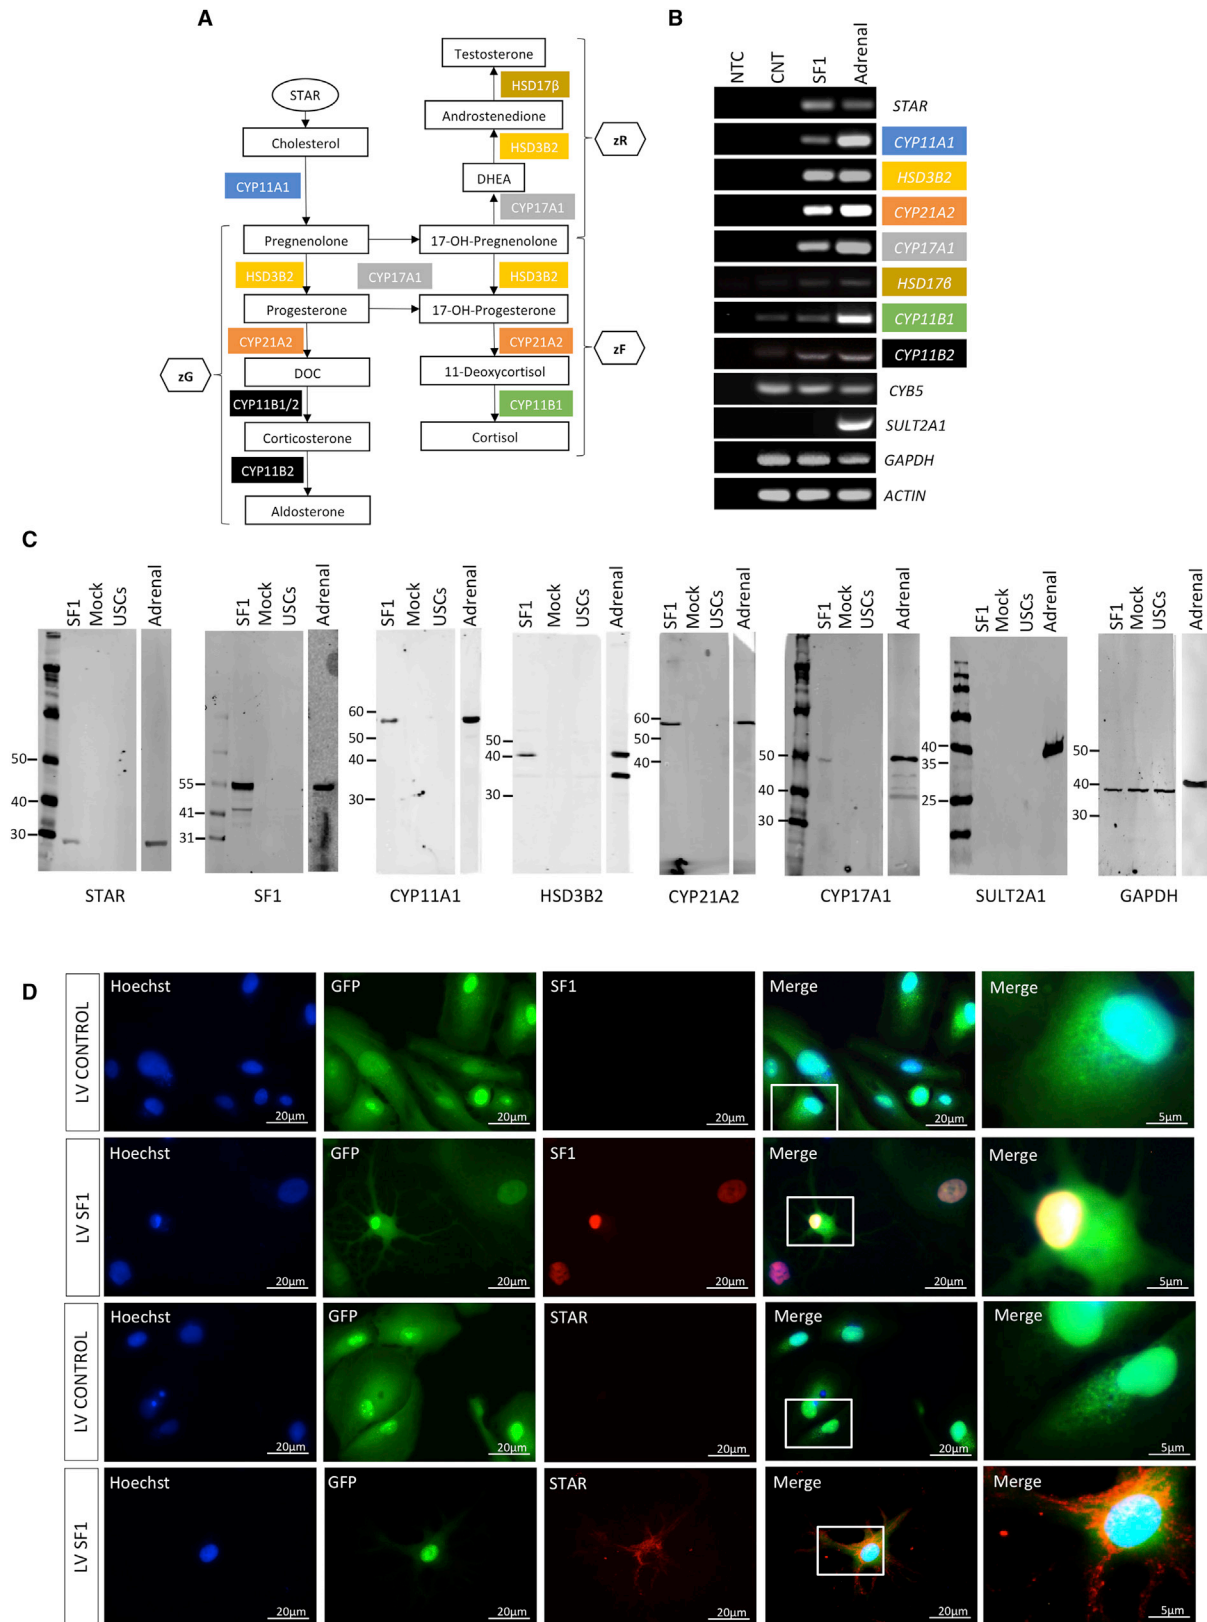 A
Testosterone
HSD17β
STAR
Androstenedione
HSD3B2
zR
Cholesterol
DHEA
CYP11A1
CYP17A1
Pregnenolone
17-OH-Pregnenolone
HSD3B2
CYP17A1
HSD3B2
Progesterone
17-OH-Progesterone
CYP21A2
CYP21A2
zF
zG
DOC
11-Deoxycortisol
CYP11B1/2
CYP11B1
Corticosterone
Cortisol
CYP11B2
Aldosterone
B
NTC CNT SF1 Adrenal
STAR
CYP11A1
HSD3B2
CYP21A2
CYP17A1
HSD17β
CYP11B1
CYP11B2
CYB5
SULT2A1
GAPDH
ACTIN
C
SF1 Mock USCs Adrenal
50
40
30
STAR
SF1 Mock USCs Adrenal
55
41
31
SF1
SF1 Mock USCs Adrenal
60
50
40
30
CYP11A1
SF1 Mock USCs Adrenal
50
40
30
HSD3B2
SF1 Mock USCs Adrenal
60
50
40
CYP21A2
SF1 Mock USCs Adrenal
50
40
30
CYP17A1
SF1 Mock USCs Adrenal
40
35
25
SULT2A1
SF1 Mock USCs Adrenal
50
40
30
GAPDH
D
LV CONTROL
Hoechst GFP SF1 Merge Merge
20μm 20μm 20μm 20μm 5μm
LV SF1
Hoechst GFP SF1 Merge Merge
20μm 20μm 20μm 20μm 5μm
LV CONTROL
Hoechst GFP STAR Merge Merge
20μm 20μm 20μm 20μm 5μm
LV SF1
Hoechst GFP STAR Merge Merge
20μm 20μm 20μm 20μm 5μm